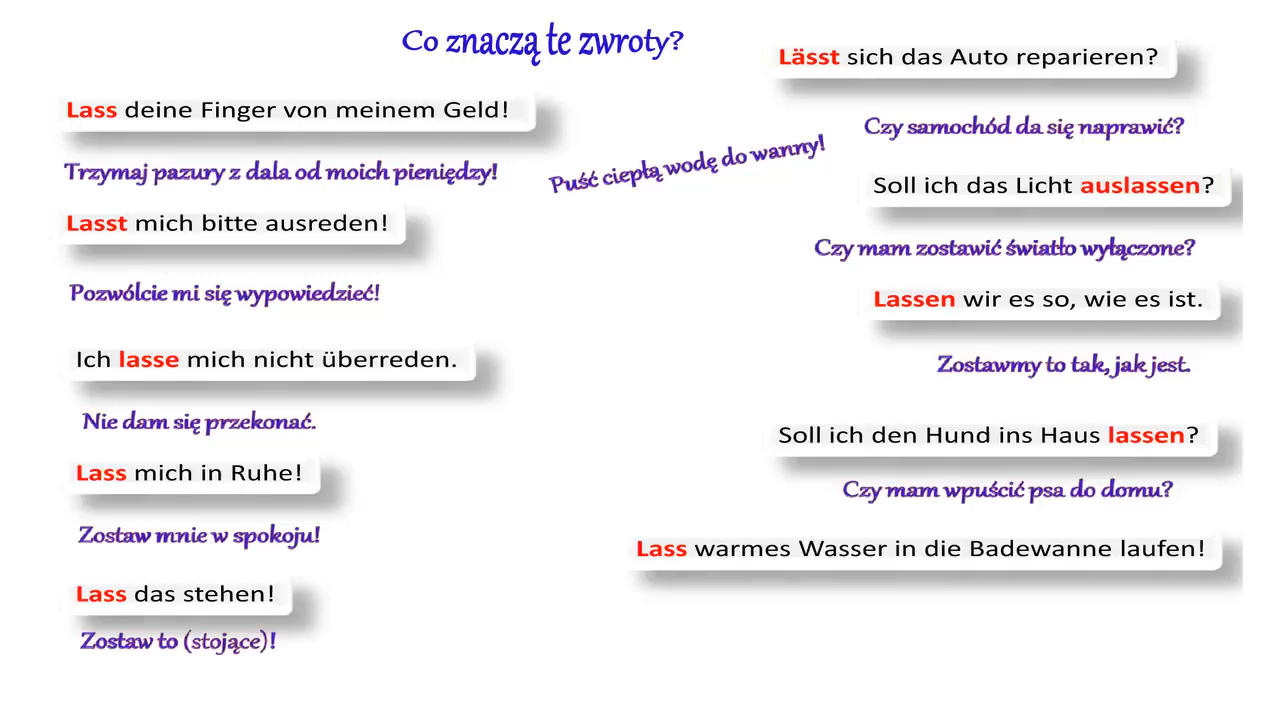 Co znaczą te zwroty?
Lass deine Finger von meinem Geld!
Trzymaj pazury z dala od moich pieniędzy!
Lasst mich bitte ausreden!
Pozwólcie mi się wypowiedzieć!
Ich lasse mich nicht überreden.
Nie dam się przekonać.
Lass mich in Ruhe!
Zostaw mnie w spokoju!
Lass das stehen!
Zostaw to (stojące)!
Puść ciepłą wodę do wanny!
Lässt sich das Auto reparieren?
Czy samochód da się naprawić?
Soll ich das Licht auslassen?
Czy mam zostawić światło wyłączone?
Lassen wir es so, wie es ist.
Zostawmy to tak, jak jest.
Soll ich den Hund ins Haus lassen?
Czy mam wpuścić psa do domu?
Lass warmes Wasser in die Badewanne laufen!